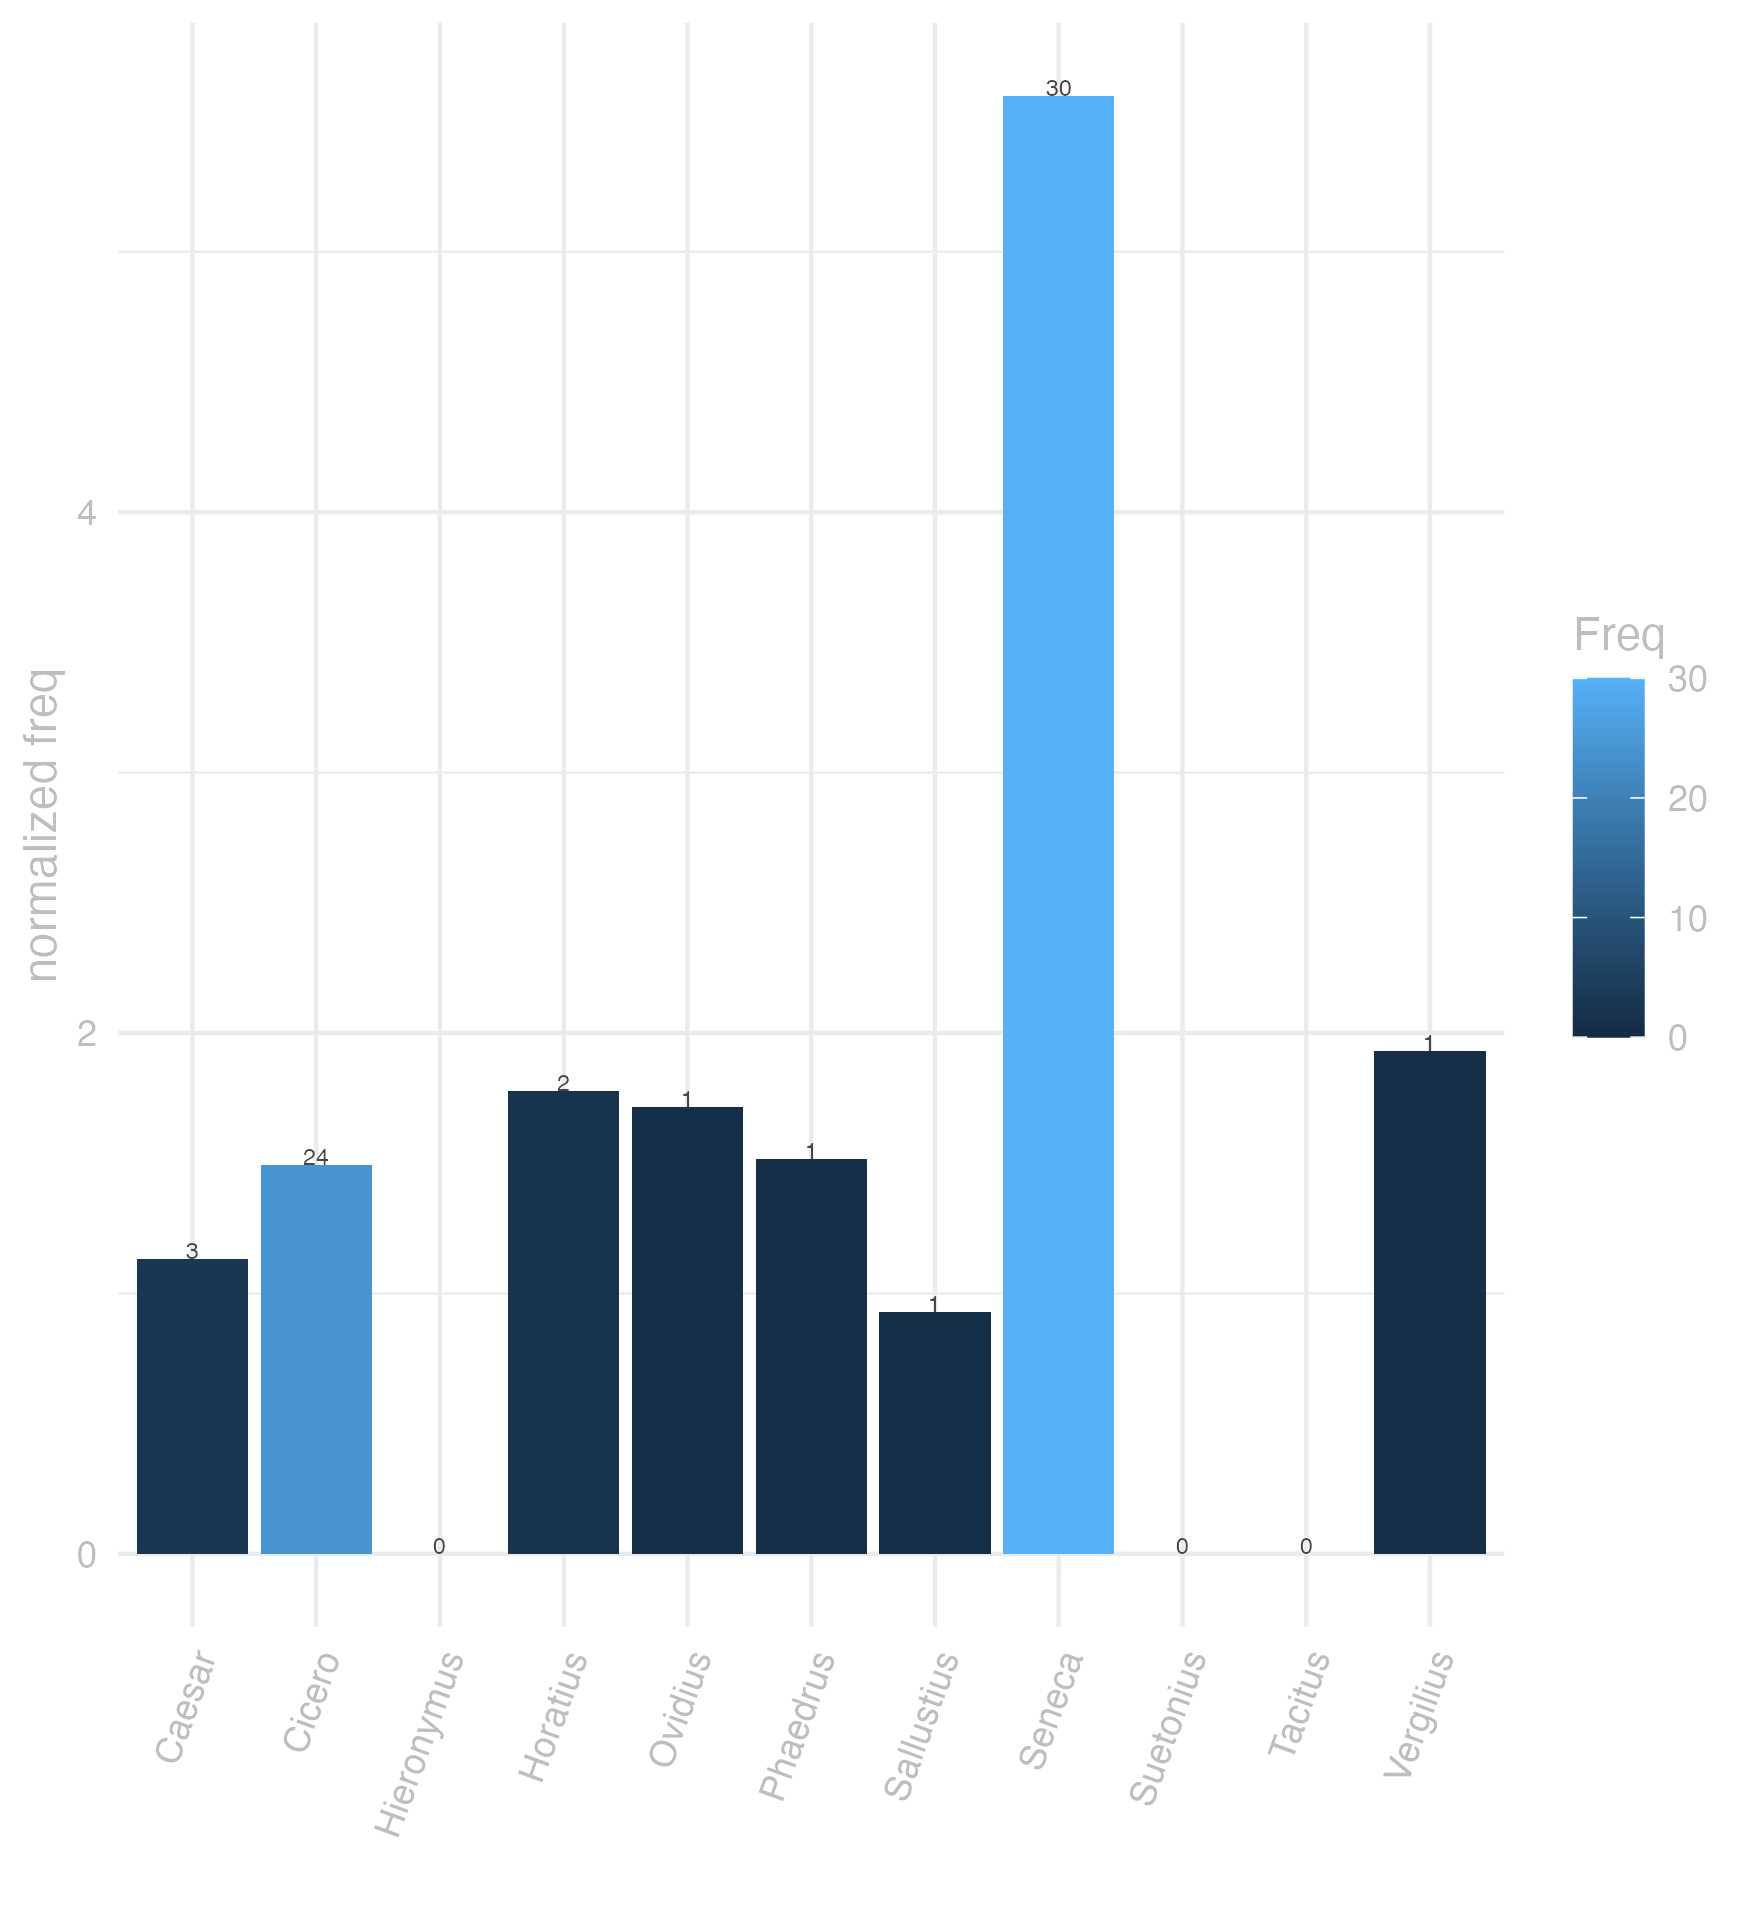 30
4
2
0
normalized freq
3
24
0
2
1
1
1
0
0
1
Caesar
Cicero
Hieronymus
Horatius
Ovidius
Phaedrus
Sallustius
Seneca
Suetonius
Tacitus
Vergilius
Freq
30
20
10
0